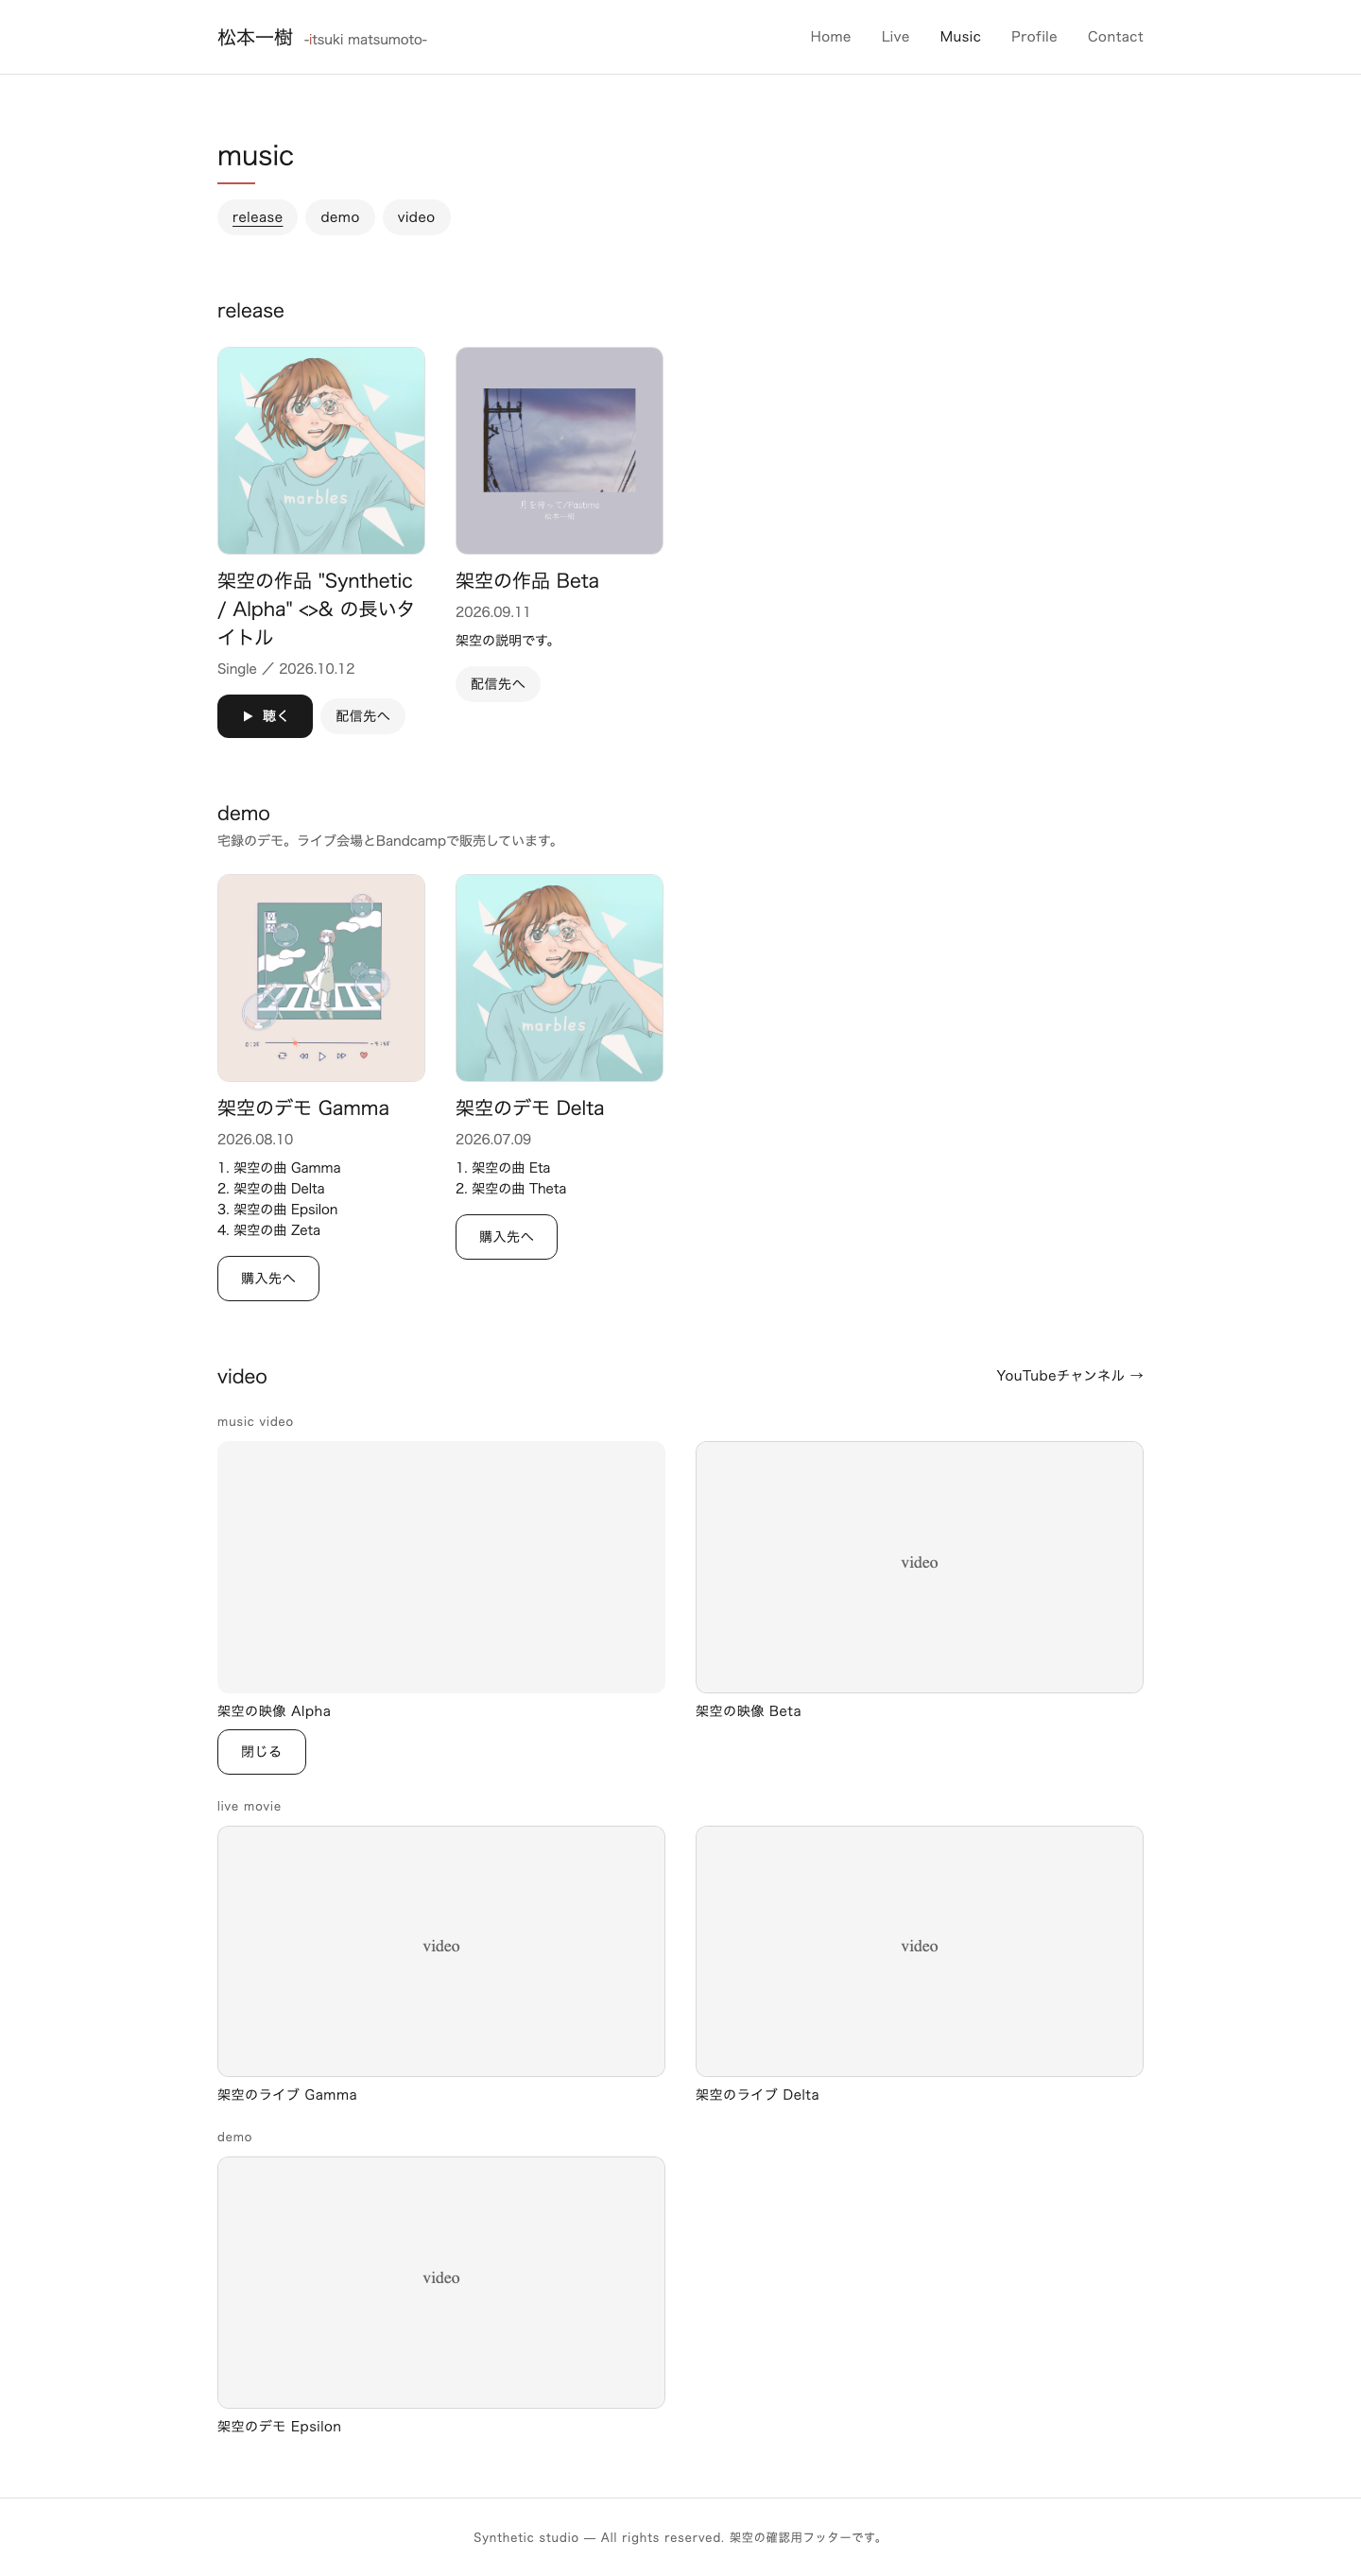 松本一樹 -itsuki matsumoto-
Home Live Music Profile Contact
music
release demo video
release
marbles
月を待って/Pastime
松本一樹
架空の作品 "Synthetic
/ Alpha" <>& の長いタ
イトル
Single ／ 2026.10.12
▶ 聴く 配信先へ
架空の作品 Beta
2026.09.11
架空の説明です。
配信先へ
demo
宅録のデモ。ライブ会場とBandcampで販売しています。
marbles
架空のデモ Gamma
2026.08.10
1. 架空の曲 Gamma
2. 架空の曲 Delta
3. 架空の曲 Epsilon
4. 架空の曲 Zeta
購入先へ
架空のデモ Delta
2026.07.09
1. 架空の曲 Eta
2. 架空の曲 Theta
購入先へ
video
YouTubeチャンネル →
music video
video
架空の映像 Alpha
架空の映像 Beta
閉じる
live movie
video
video
架空のライブ Gamma
架空のライブ Delta
demo
video
架空のデモ Epsilon
Synthetic studio — All rights reserved. 架空の確認用フッターです。